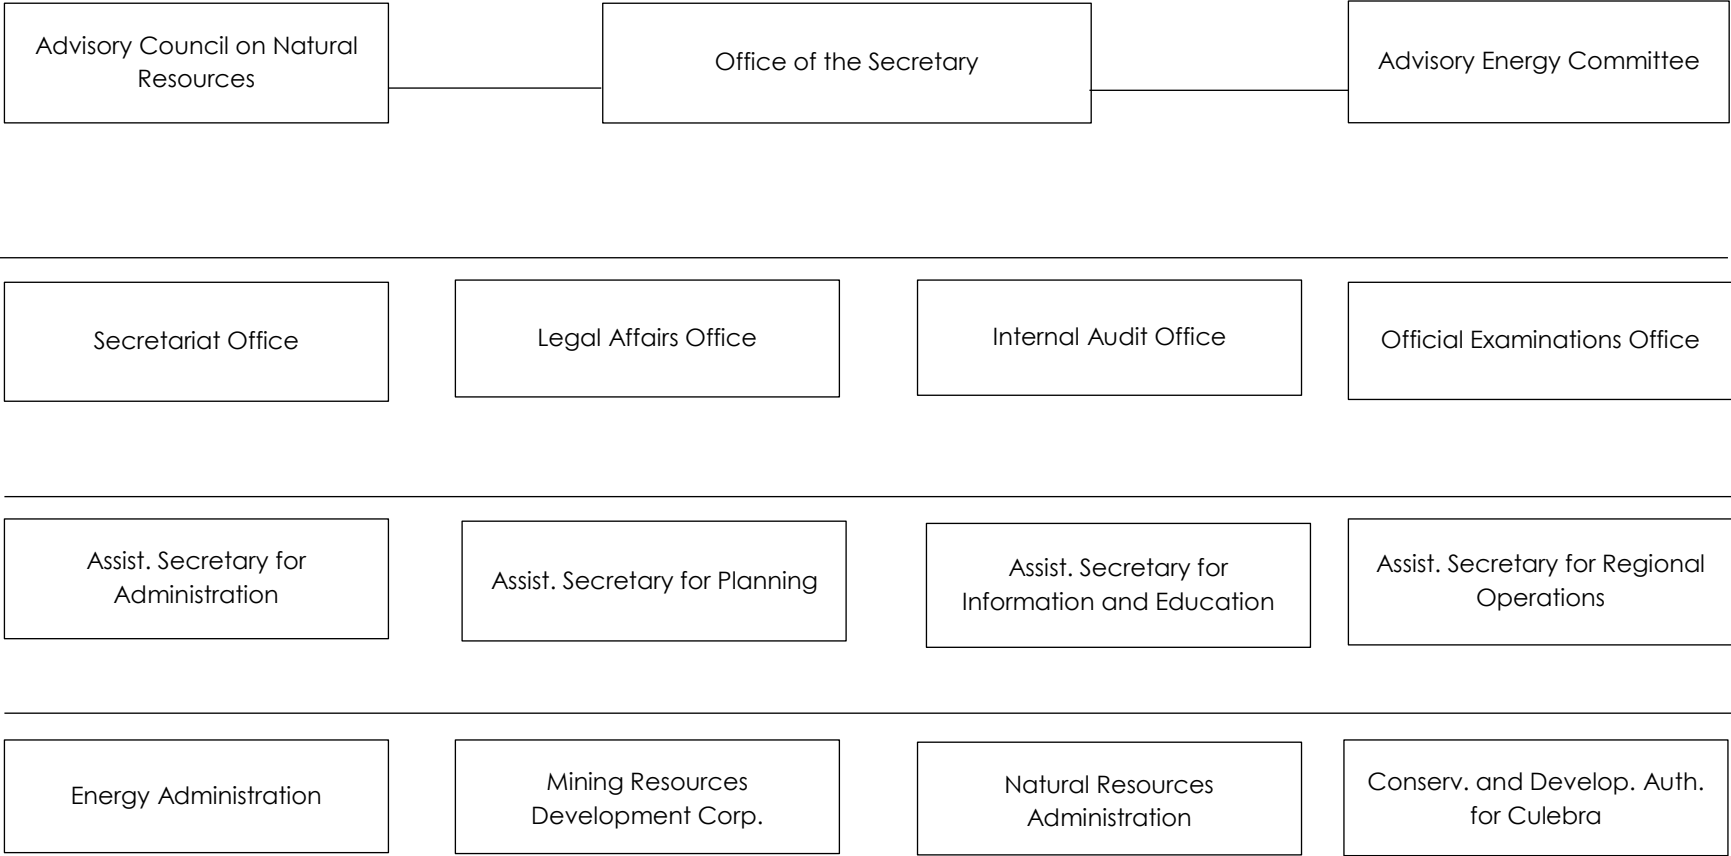 Advisory Council on Natural
Resources
Office of the Secretary
Advisory Energy Committee
Secretariat Office
Legal Affairs Office
Internal Audit Office
Official Examinations Office
Assist. Secretary for
Administration
Assist. Secretary for Planning
Assist. Secretary for
Information and Education
Assist. Secretary for Regional
Operations
Energy Administration
Mining Resources
Development Corp.
Natural Resources
Administration
Conserv. and Develop. Auth.
for Culebra